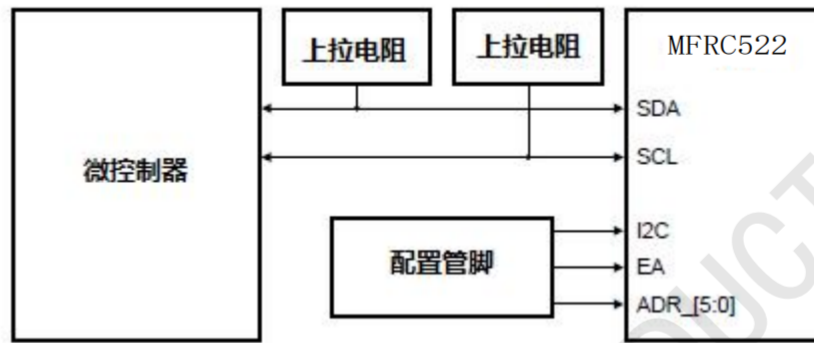 上拉电阻
上拉电阻
MFRC522
SDA
微控制器
SCL
I2C
配置管脚
EA
ADR_[5:0]